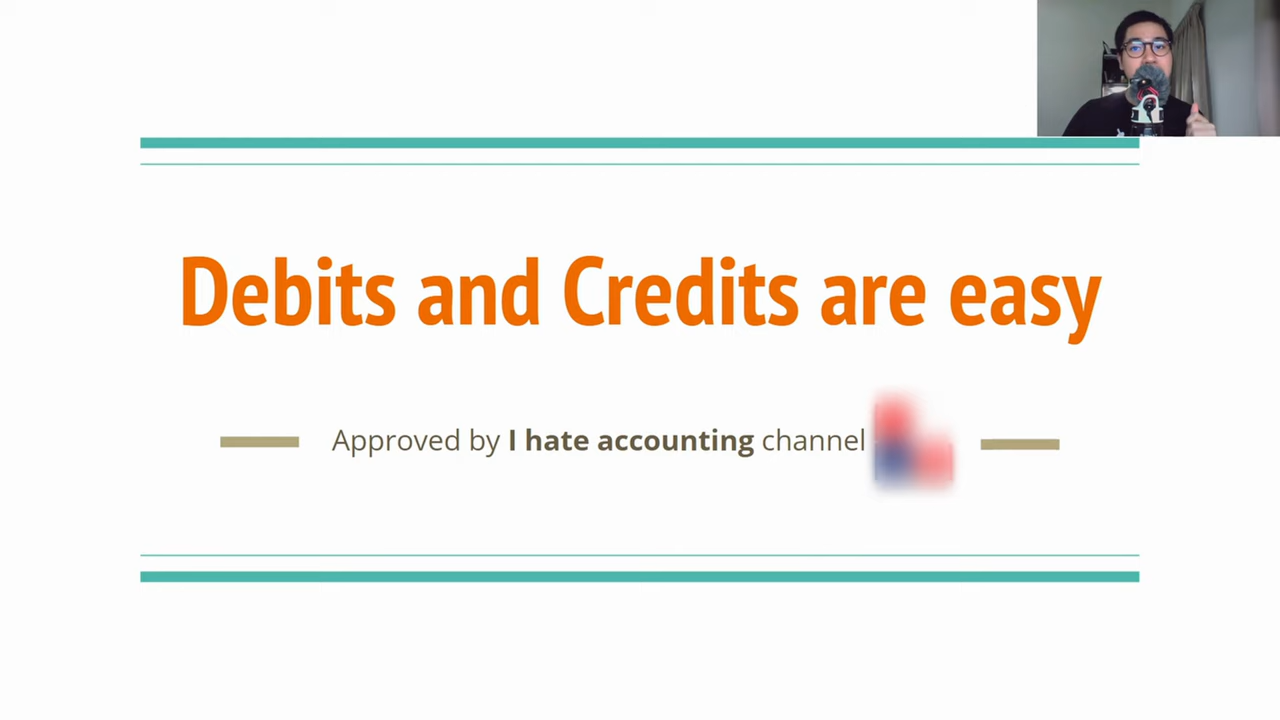 Debits and Credits are easy
Approved by I hate accounting channel